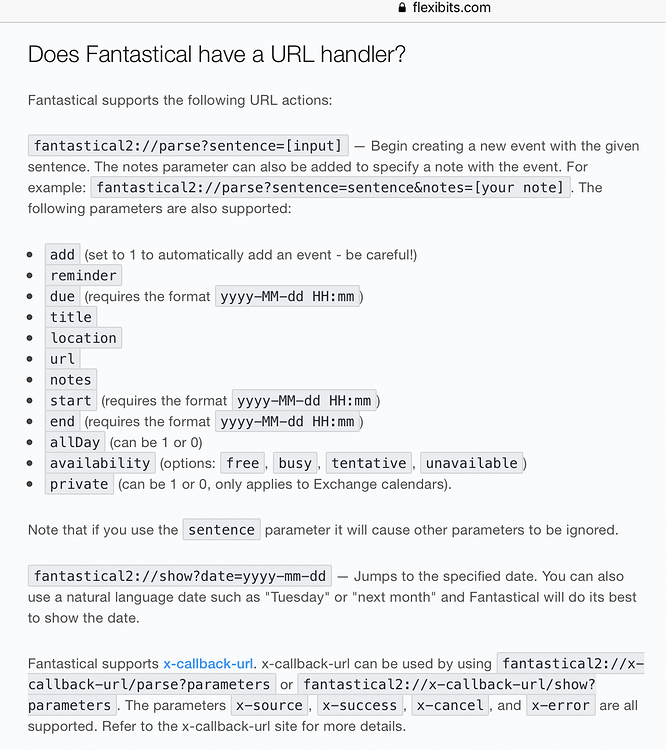 flexibits.com
Does Fantastical have a URL handler?
Fantastical supports the following URL actions:
fantastical2://parse?sentence=[input] — Begin creating a new event with the given
sentence. The notes parameter can also be added to specify a note with the event. For
example: fantastical2://parse?sentence=sentence&notes=[your note]. The
following parameters are also supported:
• add (set to 1 to automatically add an event - be careful!)
• reminder
• due (requires the format yyyy-MM-dd HH:mm)
• title
• location
• url
• notes
• start (requires the format yyyy-MM-dd HH:mm)
• end (requires the format yyyy-MM-dd HH:mm)
• allDay (can be 1 or 0)
• availability (options: free, busy, tentative, unavailable)
• private (can be 1 or 0, only applies to Exchange calendars).
Note that if you use the sentence parameter it will cause other parameters to be ignored.
fantastical2://show?date=yyyy-mm-dd — Jumps to the specified date. You can also
use a natural language date such as "Tuesday" or "next month" and Fantastical will do its best
to show the date.
Fantastical supports x-callback-url. x-callback-url can be used by using fantastical2://x-
callback-url/parse?parameters or fantastical2://x-callback-url/show?
parameters. The parameters x-source, x-success, x-cancel, and x-error are all
supported. Refer to the x-callback-url site for more details.